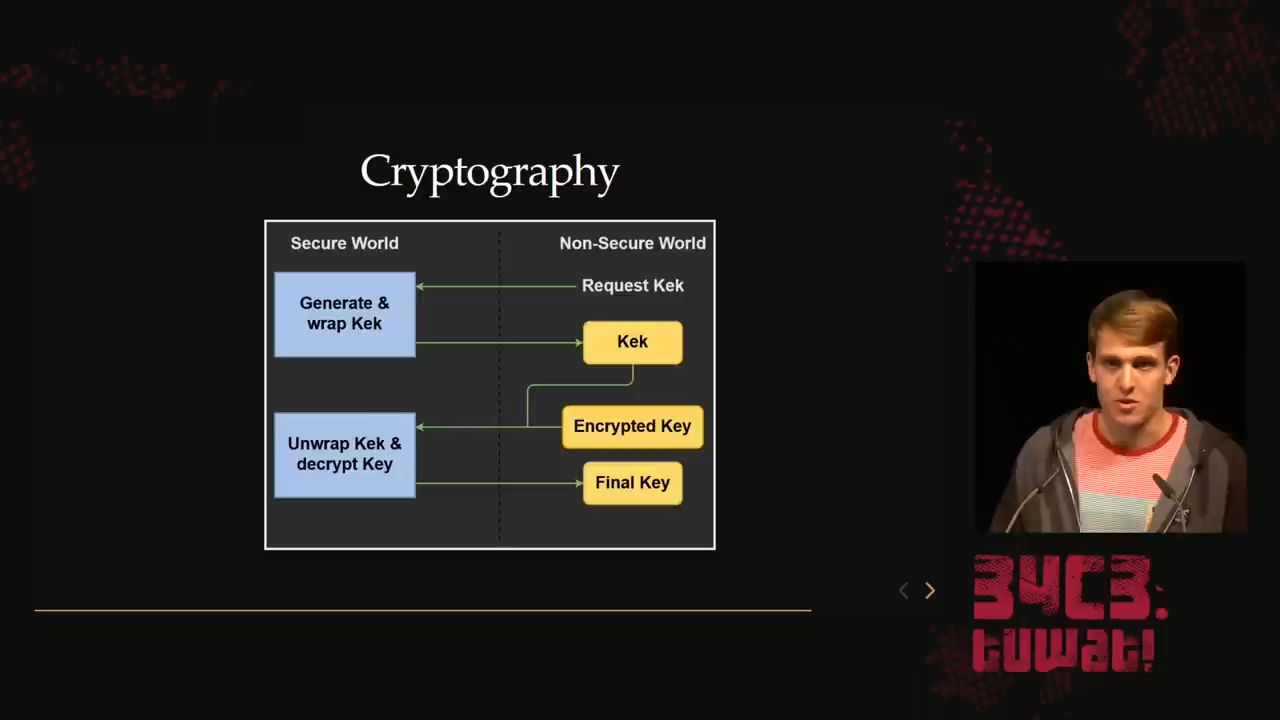 Cryptography
Secure World
Non-Secure World
Request Kek
Generate &
wrap Kek
Kek
Encrypted Key
Unwrap Kek &
decrypt Key
Final Key
34C3:
tuwat!